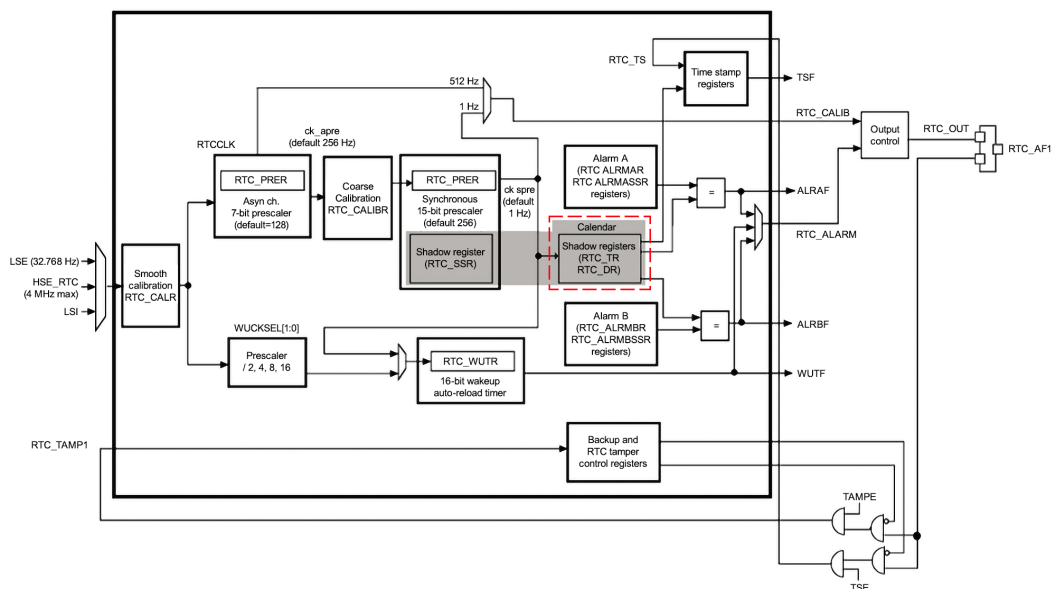 RTC_TS
Time stamp
registers
TSF
512 Hz
1 Hz
RTC_CALIB
Output
control
RTC_OUT
RTC_AF1
RTCCLK
ck_apre
(default 256 Hz)
RTC_PRER
Asyn ch.
7-bit prescaler
(default=128)
Coarse
Calibration
RTC_CALIBR
RTC_PRER
Synchronous
15-bit prescaler
(default 256)
ck spre
(default
1 Hz)
Alarm A
(RTC ALRMAR
RTC ALRMASSR
registers)
=
ALRAF
RTC_ALARM
Calendar
Shadow register
(RTC_SSR)
Shadow registers
(RTC_TR
RTC_DR)
LSE (32.768 Hz)
HSE_RTC
(4 MHz max)
LSI
Smooth
calibration
RTC_CALR
Alarm B
(RTC_ALRMBR
RTC_ALRMBSSR
registers)
=
ALRBF
WUCKSEL[1:0]
Prescaler
/ 2, 4, 8, 16
RTC_WUTR
16-bit wakeup
auto-reload timer
WUTF
RTC_TAMP1
Backup and
RTC tamper
control registers
TAMPE
TSE